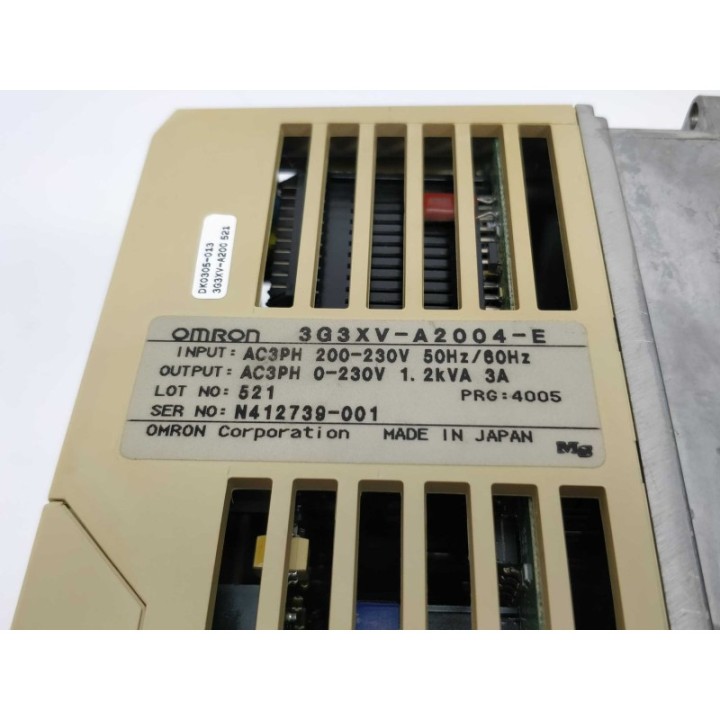 DK0305-013
3G3XV-A200 521
OMRON 3G3XV-A2004-E
INPUT: AC3PH 200-230V 50Hz/60Hz
OUTPUT: AC3PH 0-230V 1.2kVA 3A
LOT NO: 521 PRG:4005
SER NO: N412739-001
OMRON Corporation MADE IN JAPAN Mg